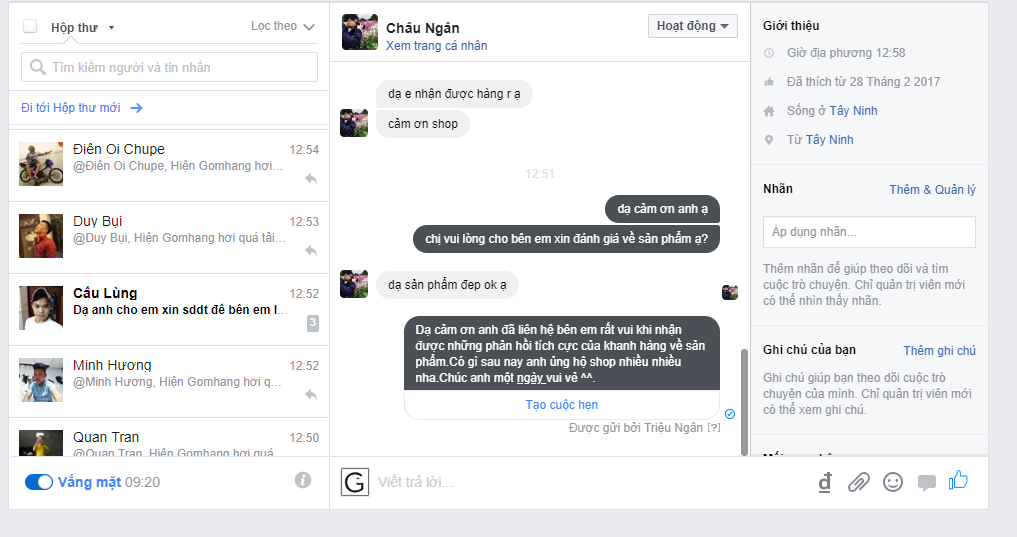 Hộp thư
Lọc theo
Tìm kiếm người và tin nhắn
Đi tới Hộp thư mới
Điên Oi Chupe
12:54
@Điên Oi Chupe, Hiện Gomhang hơi...
Duy Bụi
12:53
@Duy Bụi, Hiện Gomhang hơi quá tải...
Cầu Lùng
12:52
Dạ anh cho em xin sddt để bên em l...
3
Minh Hương
12:52
@Minh Hương, Hiện Gomhang hơi q...
Quan Tran
12:50
@Quan Tran, Hiện Gomhang hơi quá
Vắng mặt 09:20
Châu Ngân
Xem trang cá nhân
Hoạt động
dạ e nhận được hàng r ạ
cảm ơn shop
12:51
dạ cảm ơn anh ạ
chị vui lòng cho bên em xin đánh giá về sản phẩm ạ?
dạ sản phẩm đẹp ok ạ
Dạ cảm ơn anh đã liên hệ bên em rất vui khi nhận
được những phản hồi tích cực của khanh hàng về sản
phẩm.Có gì sau nay anh ủng hộ shop nhiều nhiều
nha.Chúc anh một ngày vui vẻ ^^.
Tạo cuộc hẹn
Được gửi bởi Triệu Ngân [?]
G
Viết trả lời...
đ
Giới thiệu
Giờ địa phương 12:58
Đã thích từ 28 Tháng 2 2017
Sống ở Tây Ninh
Từ Tây Ninh
Nhãn
Thêm & Quản lý
Áp dụng nhãn...
Thêm nhãn để giúp theo dõi và tìm
cuộc trò chuyện. Chỉ quản trị viên mới
có thể nhìn thấy nhãn.
Ghi chú của bạn
Thêm ghi chú
Ghi chú giúp bạn theo dõi cuộc trò
chuyện của mình. Chỉ quản trị viên mới
có thể xem ghi chú.